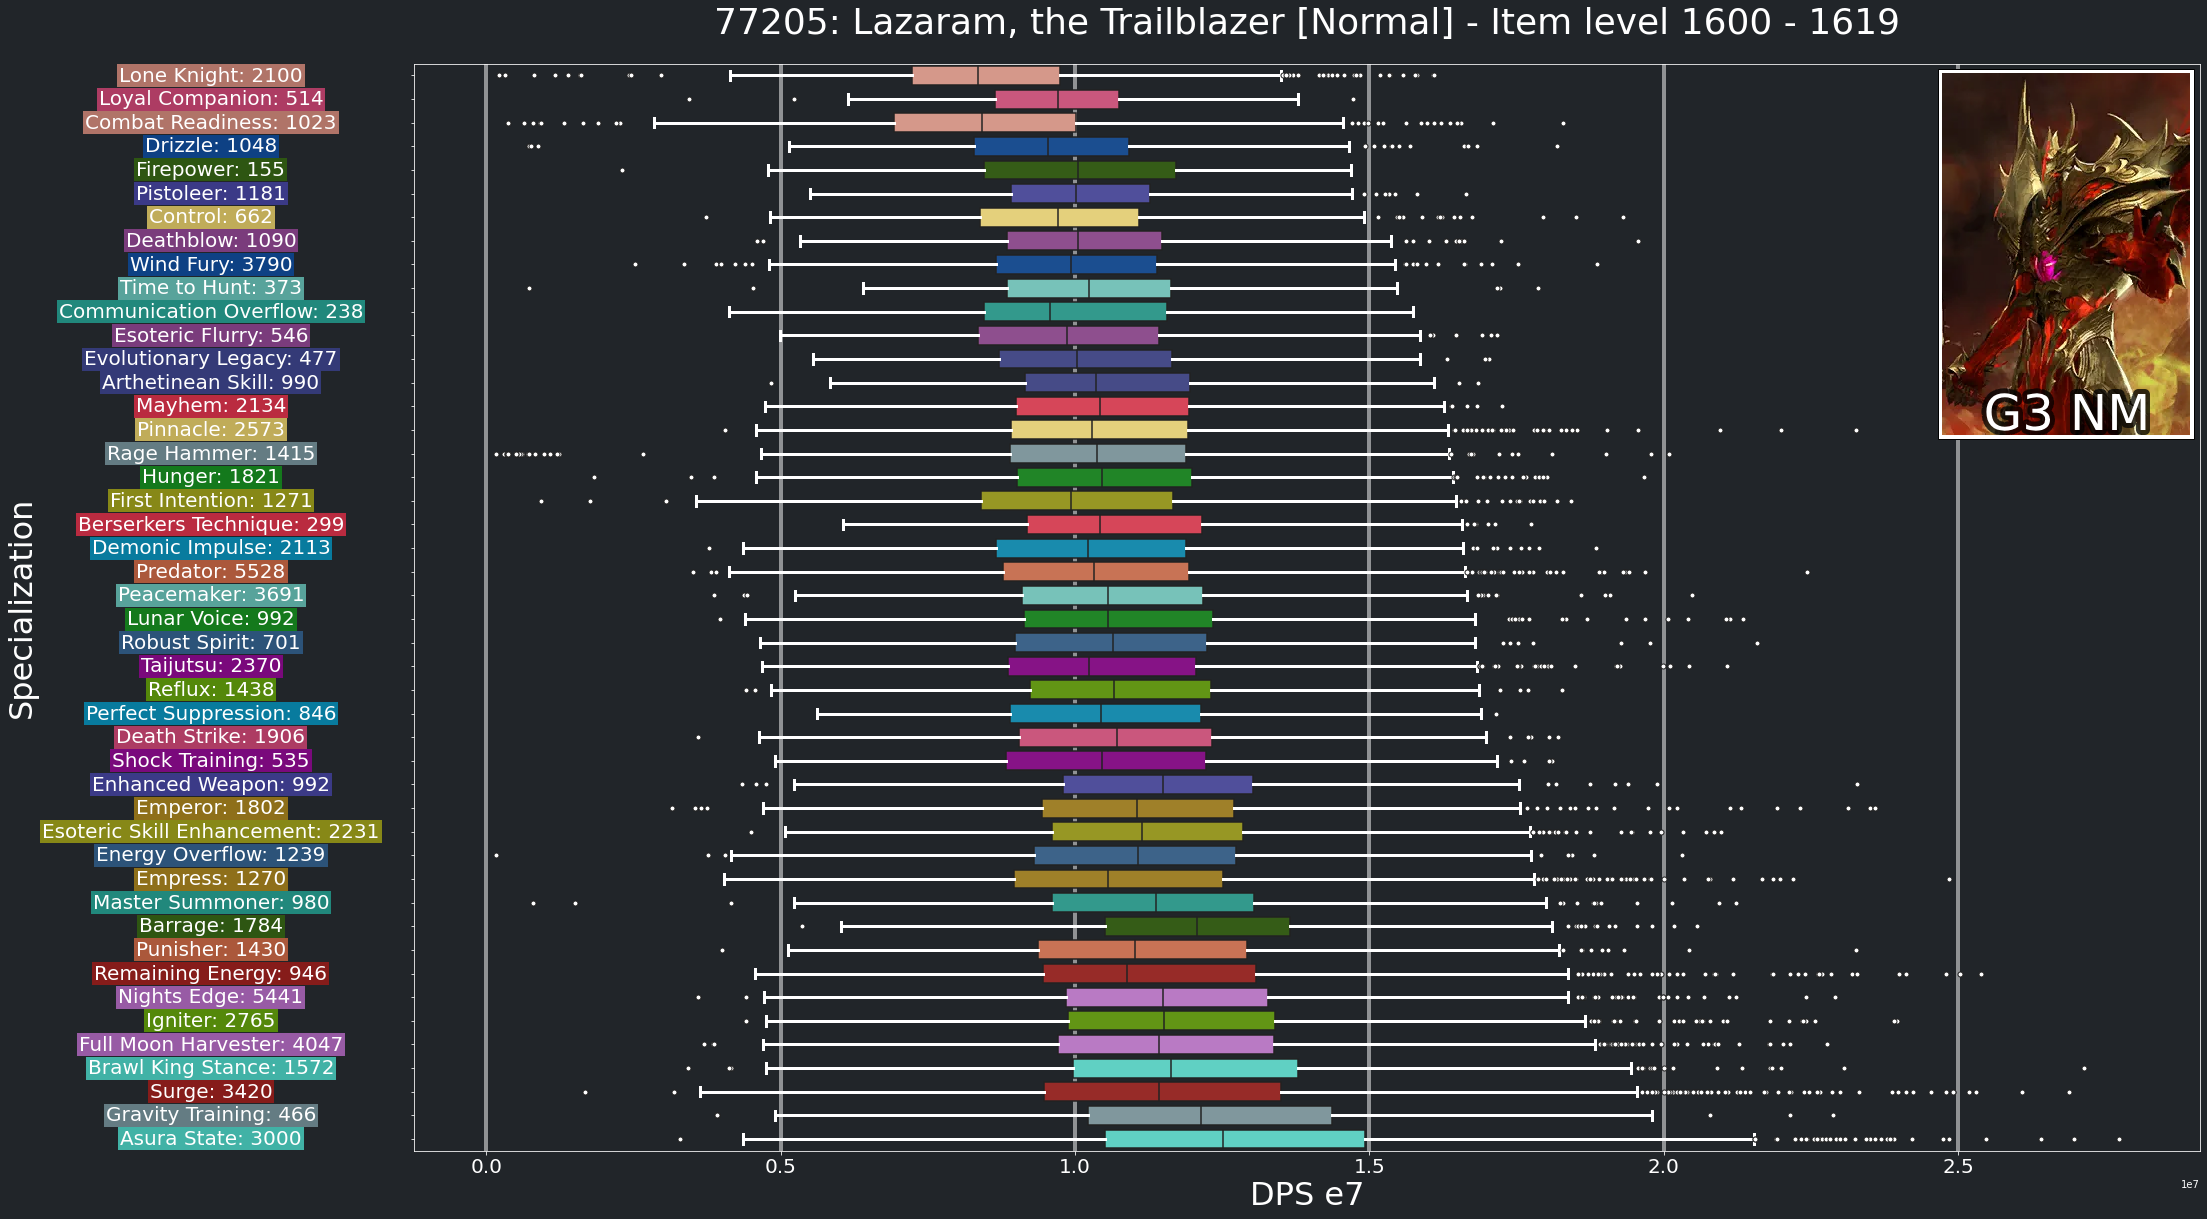 77205: Lazaram, the Trailblazer [Normal] - Item level 1600 - 1619
Specialization
Lone Knight: 2100
Loyal Companion: 514
Combat Readiness: 1023
Drizzle: 1048
Firepower: 155
Pistoleer: 1181
Control: 662
Deathblow: 1090
Wind Fury: 3790
Time to Hunt: 373
Communication Overflow: 238
Esoteric Flurry: 546
Evolutionary Legacy: 477
Arthetinean Skill: 990
Mayhem: 2134
Pinnacle: 2573
Rage Hammer: 1415
Hunger: 1821
First Intention: 1271
Berserkers Technique: 299
Demonic Impulse: 2113
Predator: 5528
Peacemaker: 3691
Lunar Voice: 992
Robust Spirit: 701
Taijutsu: 2370
Reflux: 1438
Perfect Suppression: 846
Death Strike: 1906
Shock Training: 535
Enhanced Weapon: 992
Emperor: 1802
Esoteric Skill Enhancement: 2231
Energy Overflow: 1239
Empress: 1270
Master Summoner: 980
Barrage: 1784
Punisher: 1430
Remaining Energy: 946
Nights Edge: 5441
Igniter: 2765
Full Moon Harvester: 4047
Brawl King Stance: 1572
Surge: 3420
Gravity Training: 466
Asura State: 3000
G3 NM
0.0 0.5 1.0 1.5 2.0 2.5
DPS e7
1e7